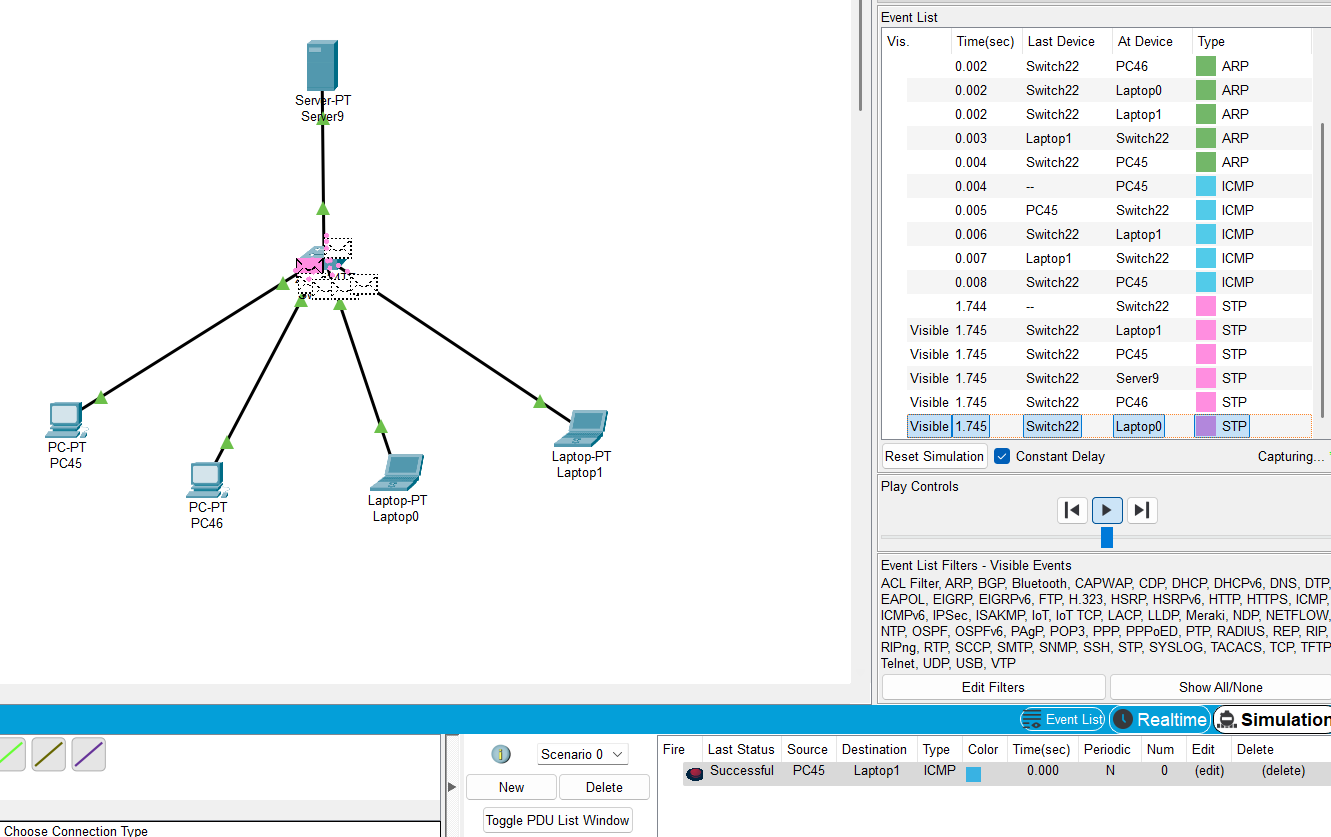 Server-PT
Server9
PC-PT
PC45
PC-PT
PC46
Laptop-PT
Laptop0
Laptop-PT
Laptop1
Event List
Vis. Time(sec) Last Device At Device Type
0.002 Switch22 PC46 ARP
0.002 Switch22 Laptop0 ARP
0.002 Switch22 Laptop1 ARP
0.003 Laptop1 Switch22 ARP
0.004 Switch22 PC45 ARP
0.004 -- PC45 ICMP
0.005 PC45 Switch22 ICMP
0.006 Switch22 Laptop1 ICMP
0.007 Laptop1 Switch22 ICMP
0.008 Switch22 PC45 ICMP
1.744 -- Switch22 STP
Visible 1.745 Switch22 Laptop1 STP
Visible 1.745 Switch22 PC45 STP
Visible 1.745 Switch22 Server9 STP
Visible 1.745 Switch22 PC46 STP
Visible 1.745 Switch22 Laptop0 STP
Reset Simulation Constant Delay Capturing...
Play Controls
Event List Filters - Visible Events
ACL Filter, ARP, BGP, Bluetooth, CAPWAP, CDP, DHCP, DHCPv6, DNS, DTP,
EAPOL, EIGRP, EIGRPv6, FTP, H.323, HSRP, HSRPv6, HTTP, HTTPS, ICMP,
ICMPv6, IPSec, ISAKMP, IoT, IoT TCP, LACP, LLDP, Meraki, NDP, NETFLOW,
NTP, OSPF, OSPFv6, PAgP, POP3, PPP, PPPoED, PTP, RADIUS, REP, RIP,
RIPng, RTP, SCCP, SMTP, SNMP, SSH, STP, SYSLOG, TACACS, TCP, TFTP
Telnet, UDP, USB, VTP
Edit Filters Show All/None
Event List Realtime Simulation
Scenario 0
New Delete
Toggle PDU List Window
Fire Last Status Source Destination Type Color Time(sec) Periodic Num Edit Delete
Successful PC45 Laptop1 ICMP 0.000 N 0 (edit) (delete)
Choose Connection Type